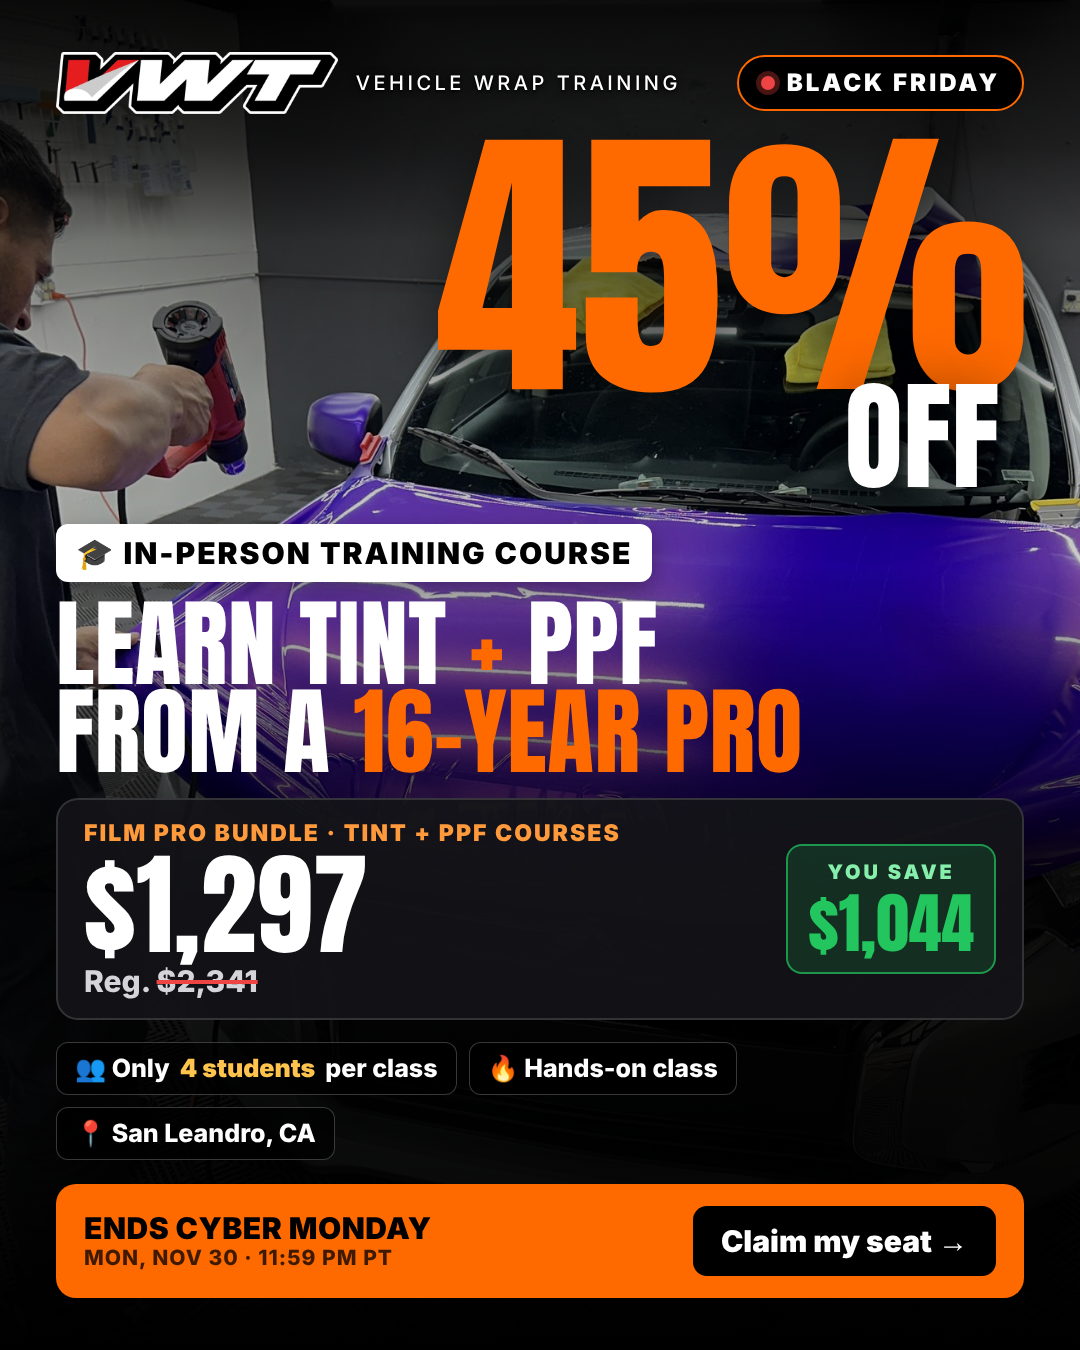 VWT VEHICLE WRAP TRAINING
BLACK FRIDAY
45%
OFF
🎓 IN-PERSON TRAINING COURSE
LEARN TINT + PPF
FROM A 16-YEAR PRO
FILM PRO BUNDLE · TINT + PPF COURSES
$1,297
Reg. $2,341
YOU SAVE
$1,044
👥 Only 4 students per class
🔥 Hands-on class
📍 San Leandro, CA
ENDS CYBER MONDAY
MON, NOV 30 · 11:59 PM PT
Claim my seat →